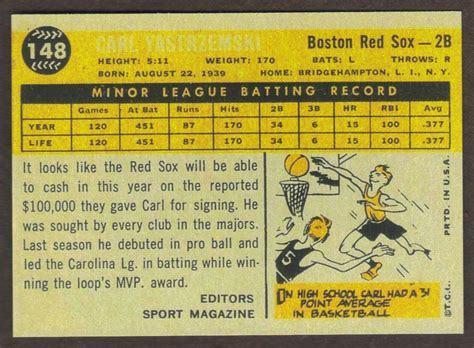 148
CARL YASTRZEMSKI
Boston Red Sox — 2B
HEIGHT: 5:11 WEIGHT: 170 BATS: L THROWS: R
BORN: AUGUST 22, 1939 HOME: BRIDGEHAMPTON, L. I., N. Y.
MINOR LEAGUE BATTING RECORD
Games At Bat Runs Hits 2B 3B HR RBI Avg.
YEAR 120 451 87 170 34 6 15 100 .377
LIFE 120 451 87 170 34 6 15 100 .377
It looks like the Red Sox will be able
to cash in this year on the reported
$100,000 they gave Carl for signing. He
was sought by every club in the majors.
Last season he debuted in pro ball and
led the Carolina Lg. in batting while win-
ning the loop's MVP. award.
EDITORS
SPORT MAGAZINE
5
IN HIGH SCHOOL CARL HAD A 31
POINT AVERAGE
IN BASKETBALL
©T.C.G. PRTD. IN U.S.A.